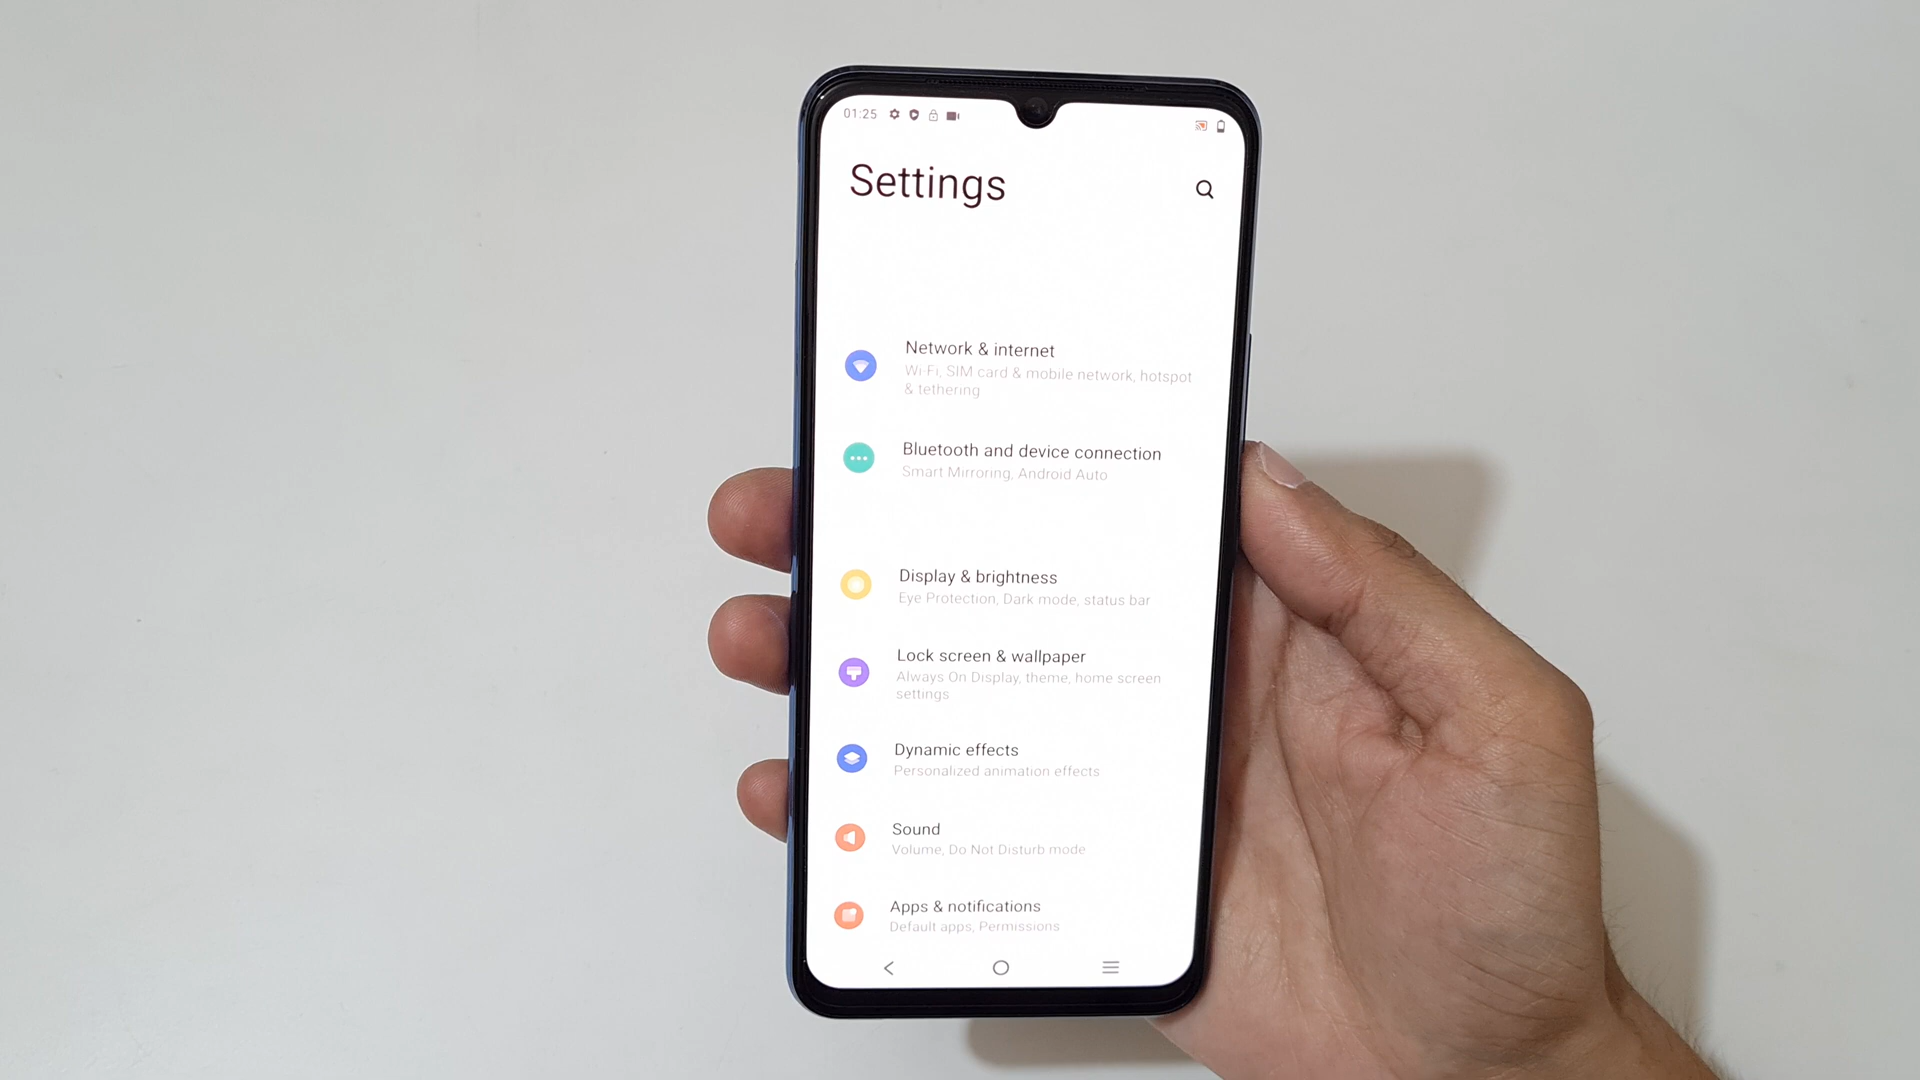 01:25
Settings
Network & internet
Wi-Fi, SIM card & mobile network, hotspot
& tethering
Bluetooth and device connection
Smart Mirroring, Android Auto
Display & brightness
Eye Protection, Dark mode, status bar
Lock screen & wallpaper
Always On Display, theme, home screen
settings
Dynamic effects
Personalized animation effects
Sound
Volume, Do Not Disturb mode
Apps & notifications
Default apps, Permissions